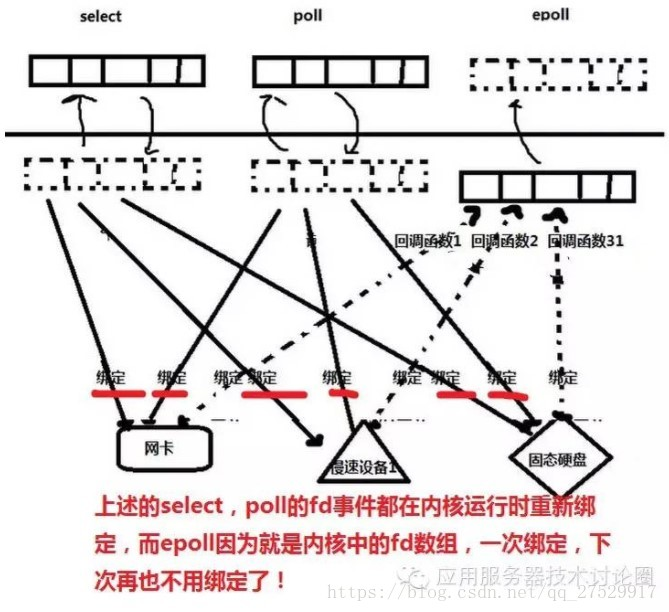 select poll epoll
回调函数1 回调函数2 回调函数31
绑定 绑定 绑定 绑定 绑定 绑定 绑定 绑定 绑定
网卡
慢速设备1
固态硬盘
上述的select，poll的fd事件都在内核运行时重新绑
定，而epoll因为就是内核中的fd数组，一次绑定，下
次再也不用绑定了！
应用服务器技术讨论圈
https://blog.csdn.net/qq_27529917